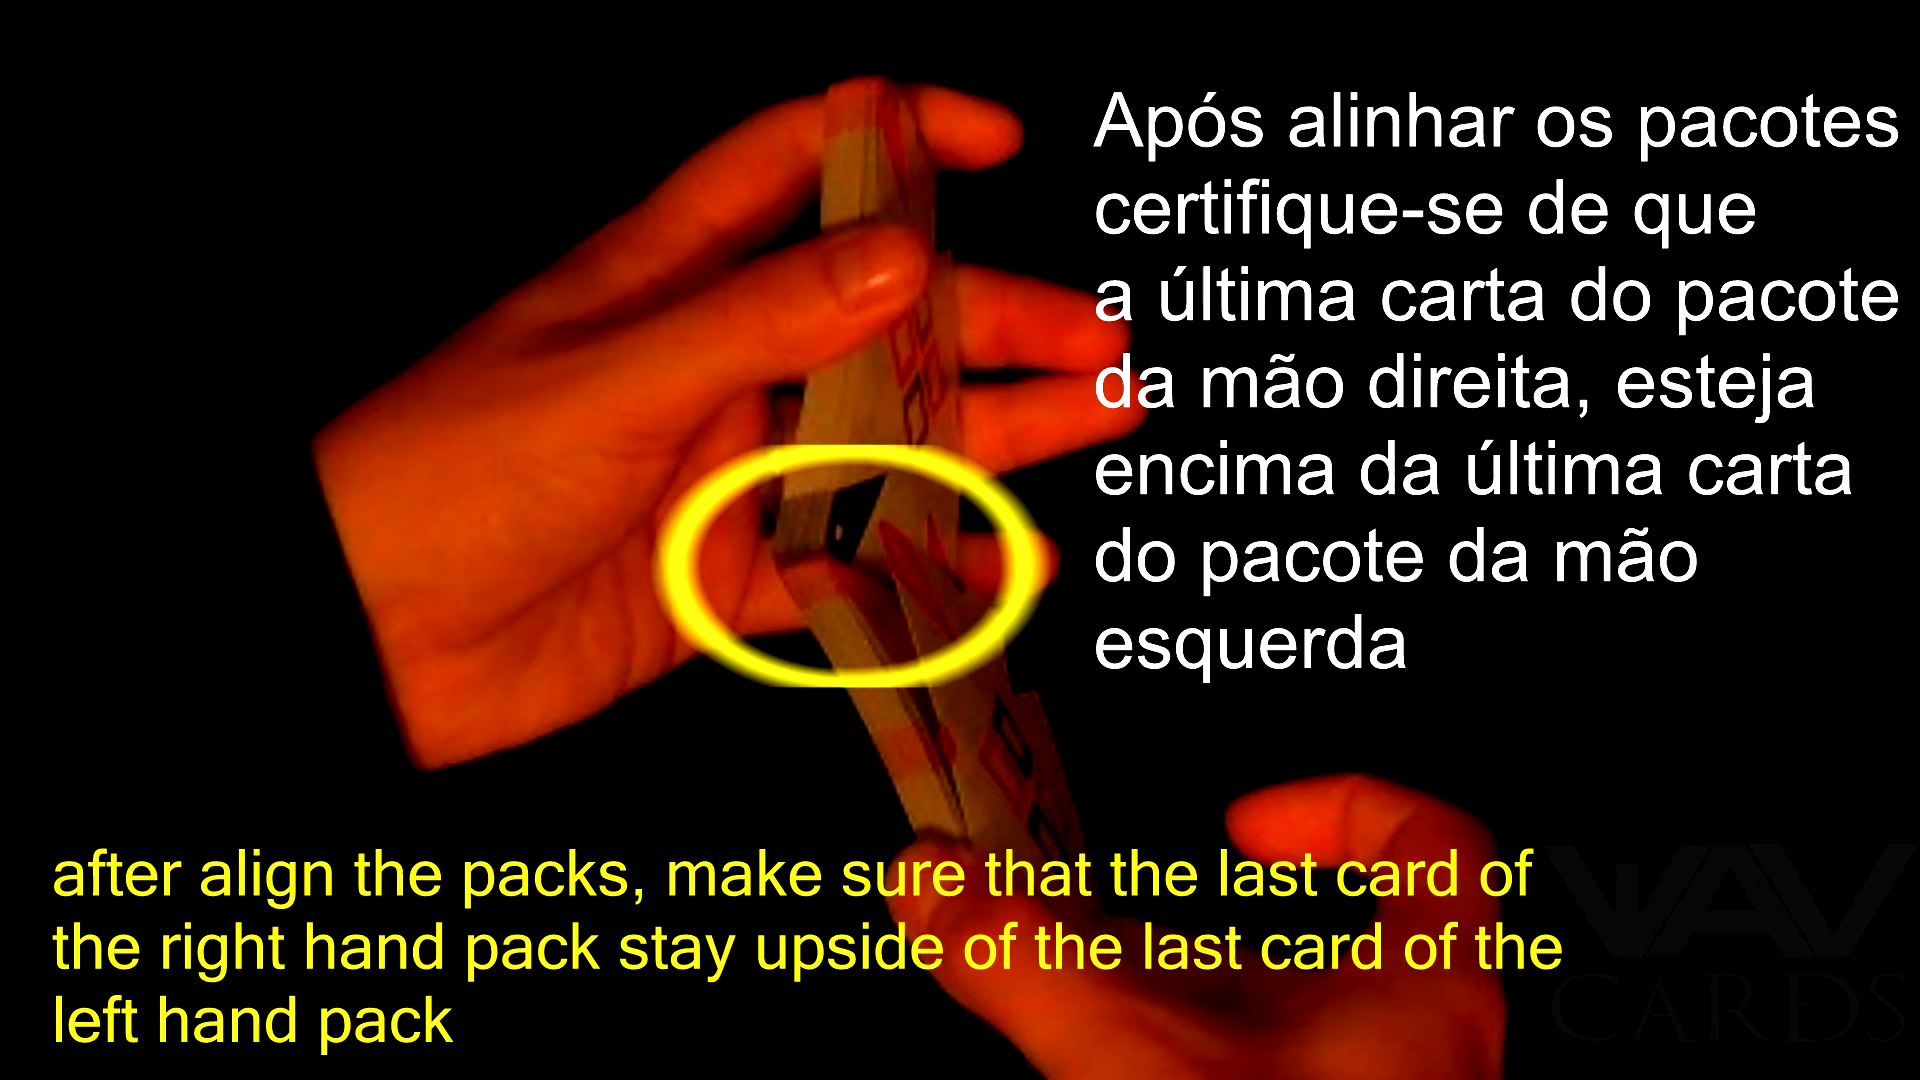 Após alinhar os pacotes
certifique-se de que
a última carta do pacote
da mão direita, esteja
encima da última carta
do pacote da mão
esquerda
after align the packs, make sure that the last card of
the right hand pack stay upside of the last card of the
left hand pack
WAV
CARDS